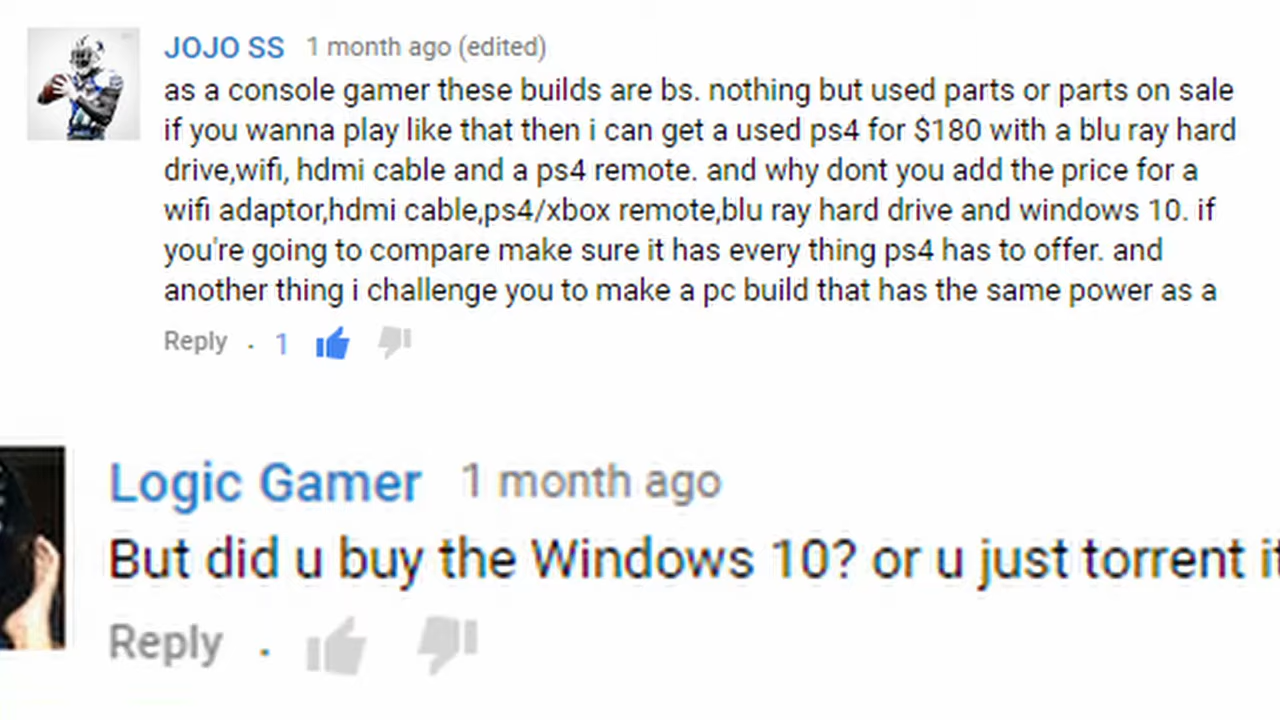 JOJO SS 1 month ago (edited)
as a console gamer these builds are bs. nothing but used parts or parts on sale
if you wanna play like that then i can get a used ps4 for $180 with a blu ray hard
drive,wifi, hdmi cable and a ps4 remote. and why dont you add the price for a
wifi adaptor,hdmi cable,ps4/xbox remote,blu ray hard drive and windows 10. if
you're going to compare make sure it has every thing ps4 has to offer. and
another thing i challenge you to make a pc build that has the same power as a
Reply · 1
Logic Gamer 1 month ago
But did u buy the Windows 10? or u just torrent it
Reply ·